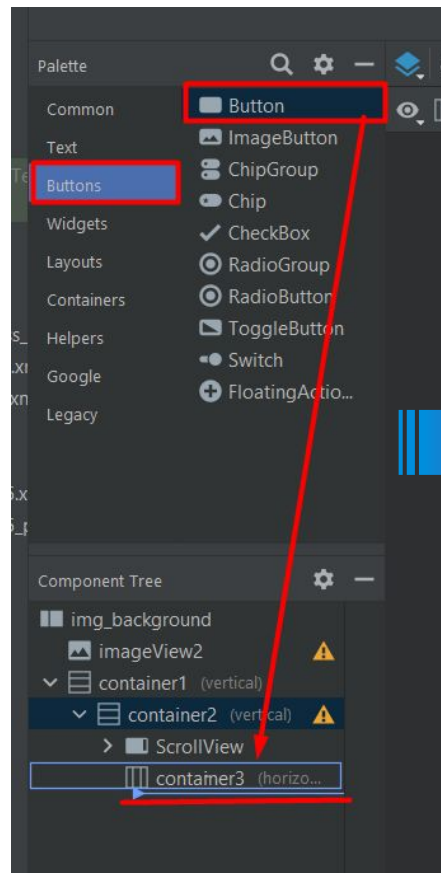 Palette
Common
Text
Buttons
Widgets
Layouts
Containers
Helpers
Google
Legacy
Button
ImageButton
ChipGroup
Chip
CheckBox
RadioGroup
RadioButton
ToggleButton
Switch
FloatingActio...
Component Tree
img_background
imageView2
container1 (vertical)
container2 (vertical)
ScrollView
container3 (horizo...